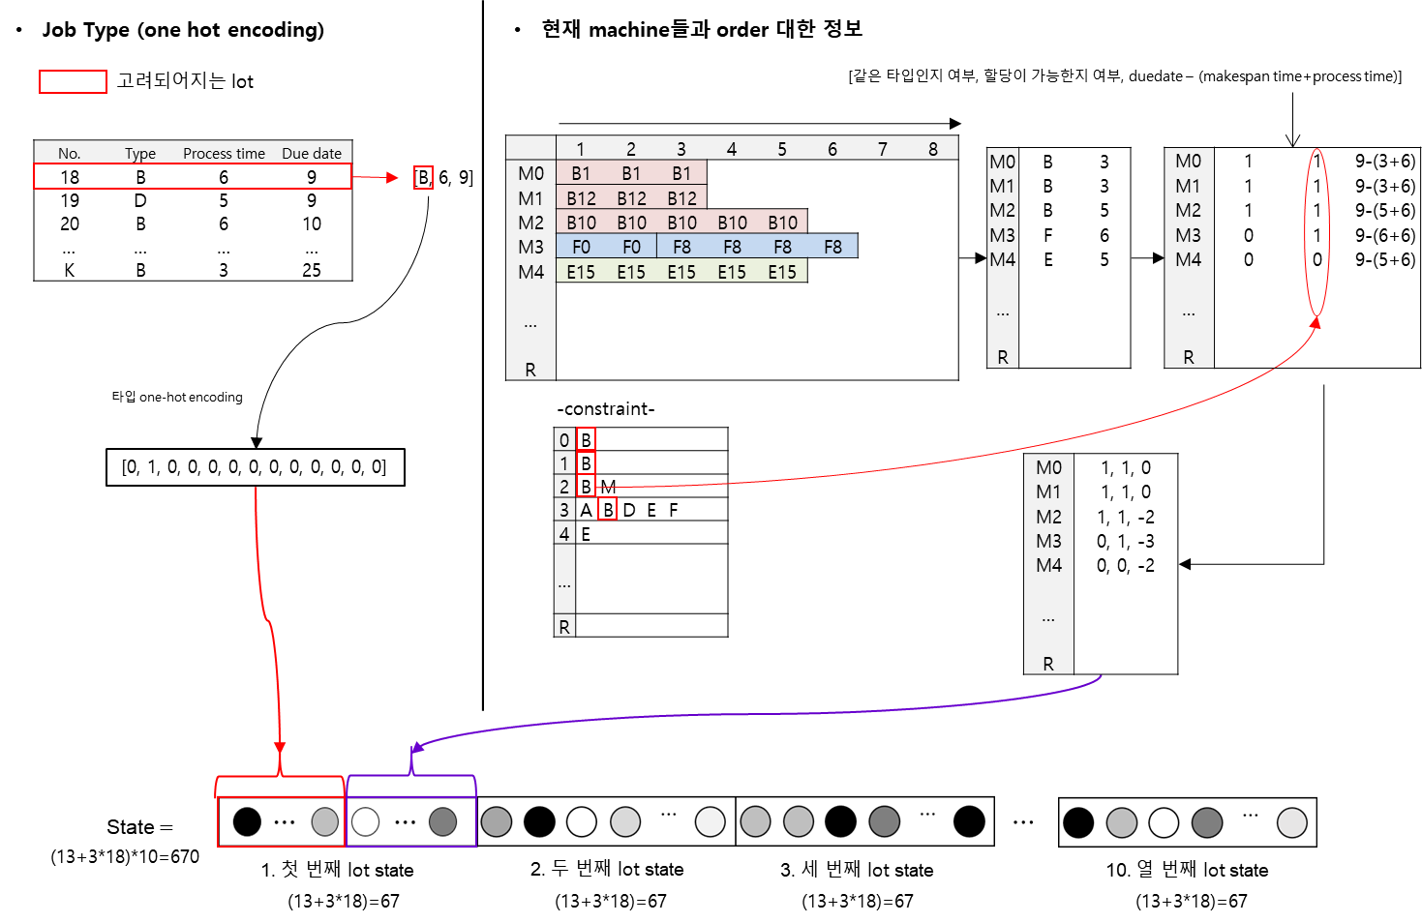 • Job Type (one hot encoding)
고려되어지는 lot
No. Type Process time Due date
18 B 6 9
19 D 5 9
20 B 6 10
... ... ... ...
K B 3 25
[B, 6, 9]
타입 one-hot encoding
[0, 1, 0, 0, 0, 0, 0, 0, 0, 0, 0, 0, 0]
• 현재 machine들과 order 대한 정보
[같은 타입인지 여부, 할당이 가능한지 여부, duedate – (makespan time+process time)]
1 2 3 4 5 6 7 8
M0 B1 B1 B1
M1 B12 B12 B12
M2 B10 B10 B10 B10 B10
M3 F0 F0 F8 F8 F8 F8
M4 E15 E15 E15 E15 E15
...
R
M0 B 3
M1 B 3
M2 B 5
M3 F 6
M4 E 5
...
R
M0 1 1 9-(3+6)
M1 1 1 9-(3+6)
M2 1 1 9-(5+6)
M3 0 1 9-(6+6)
M4 0 0 9-(5+6)
...
R
-constraint-
0 B
1 B
2 B M
3 A B D E F
4 E
...
R
M0 1, 1, 0
M1 1, 1, 0
M2 1, 1, -2
M3 0, 1, -3
M4 0, 0, -2
...
R
State =
(13+3*18)*10=670
... ... ... ... ... ...
1. 첫 번째 lot state
(13+3*18)=67
2. 두 번째 lot state
(13+3*18)=67
3. 세 번째 lot state
(13+3*18)=67
10. 열 번째 lot state
(13+3*18)=67